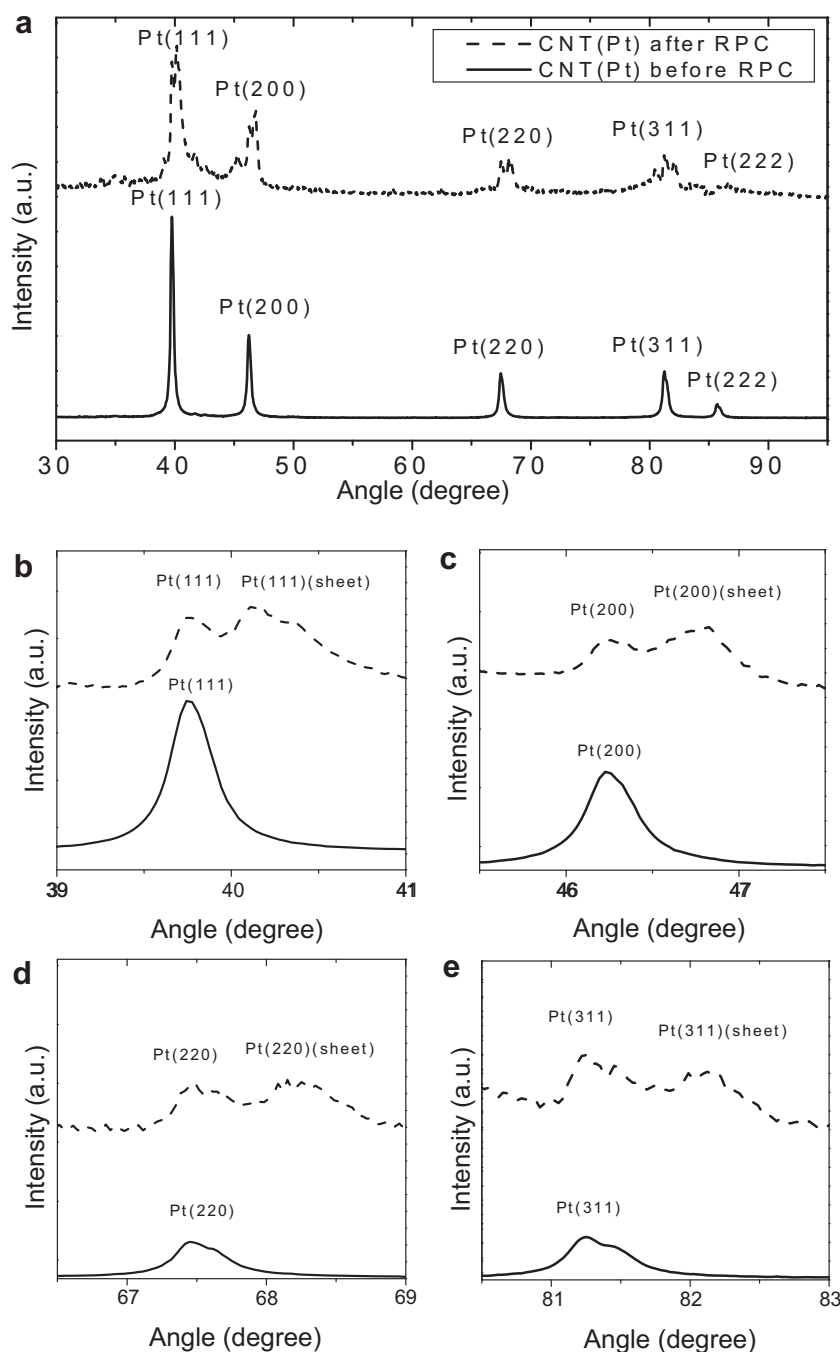 a
Pt(111)
CNT(Pt) after RPC
CNT(Pt) before RPC
Pt(200)
Pt(220)
Pt(311)
Pt(222)
Pt(111)
Pt(200)
Pt(220)
Pt(311)
Pt(222)
Intensity (a.u.)
30 40 50 60 70 80 90
Angle (degree)
b
Pt(111) Pt(111)(sheet)
Pt(111)
Intensity (a.u.)
39 40 41
Angle (degree)
c
Pt(200) Pt(200)(sheet)
Pt(200)
Intensity (a.u.)
46 47
Angle (degree)
d
Pt(220) Pt(220)(sheet)
Pt(220)
Intensity (a.u.)
67 68 69
Angle (degree)
e
Pt(311) Pt(311)(sheet)
Pt(311)
Intensity (a.u.)
81 82 83
Angle (degree)